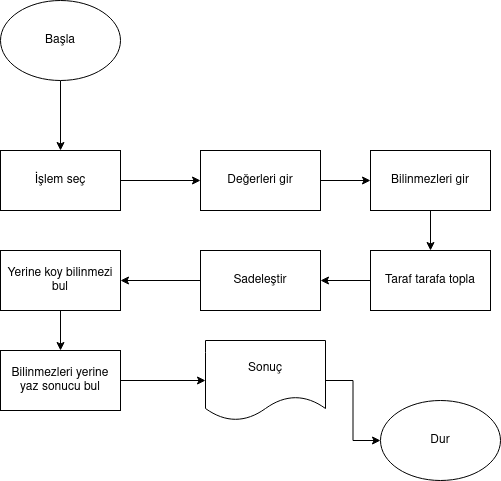 Başla
İşlem seç
Değerleri gir
Bilinmezleri gir
Taraf tarafa topla
Sadeleştir
Yerine koy bilinmezi
bul
Bilinmezleri yerine
yaz sonucu bul
Sonuç
Dur